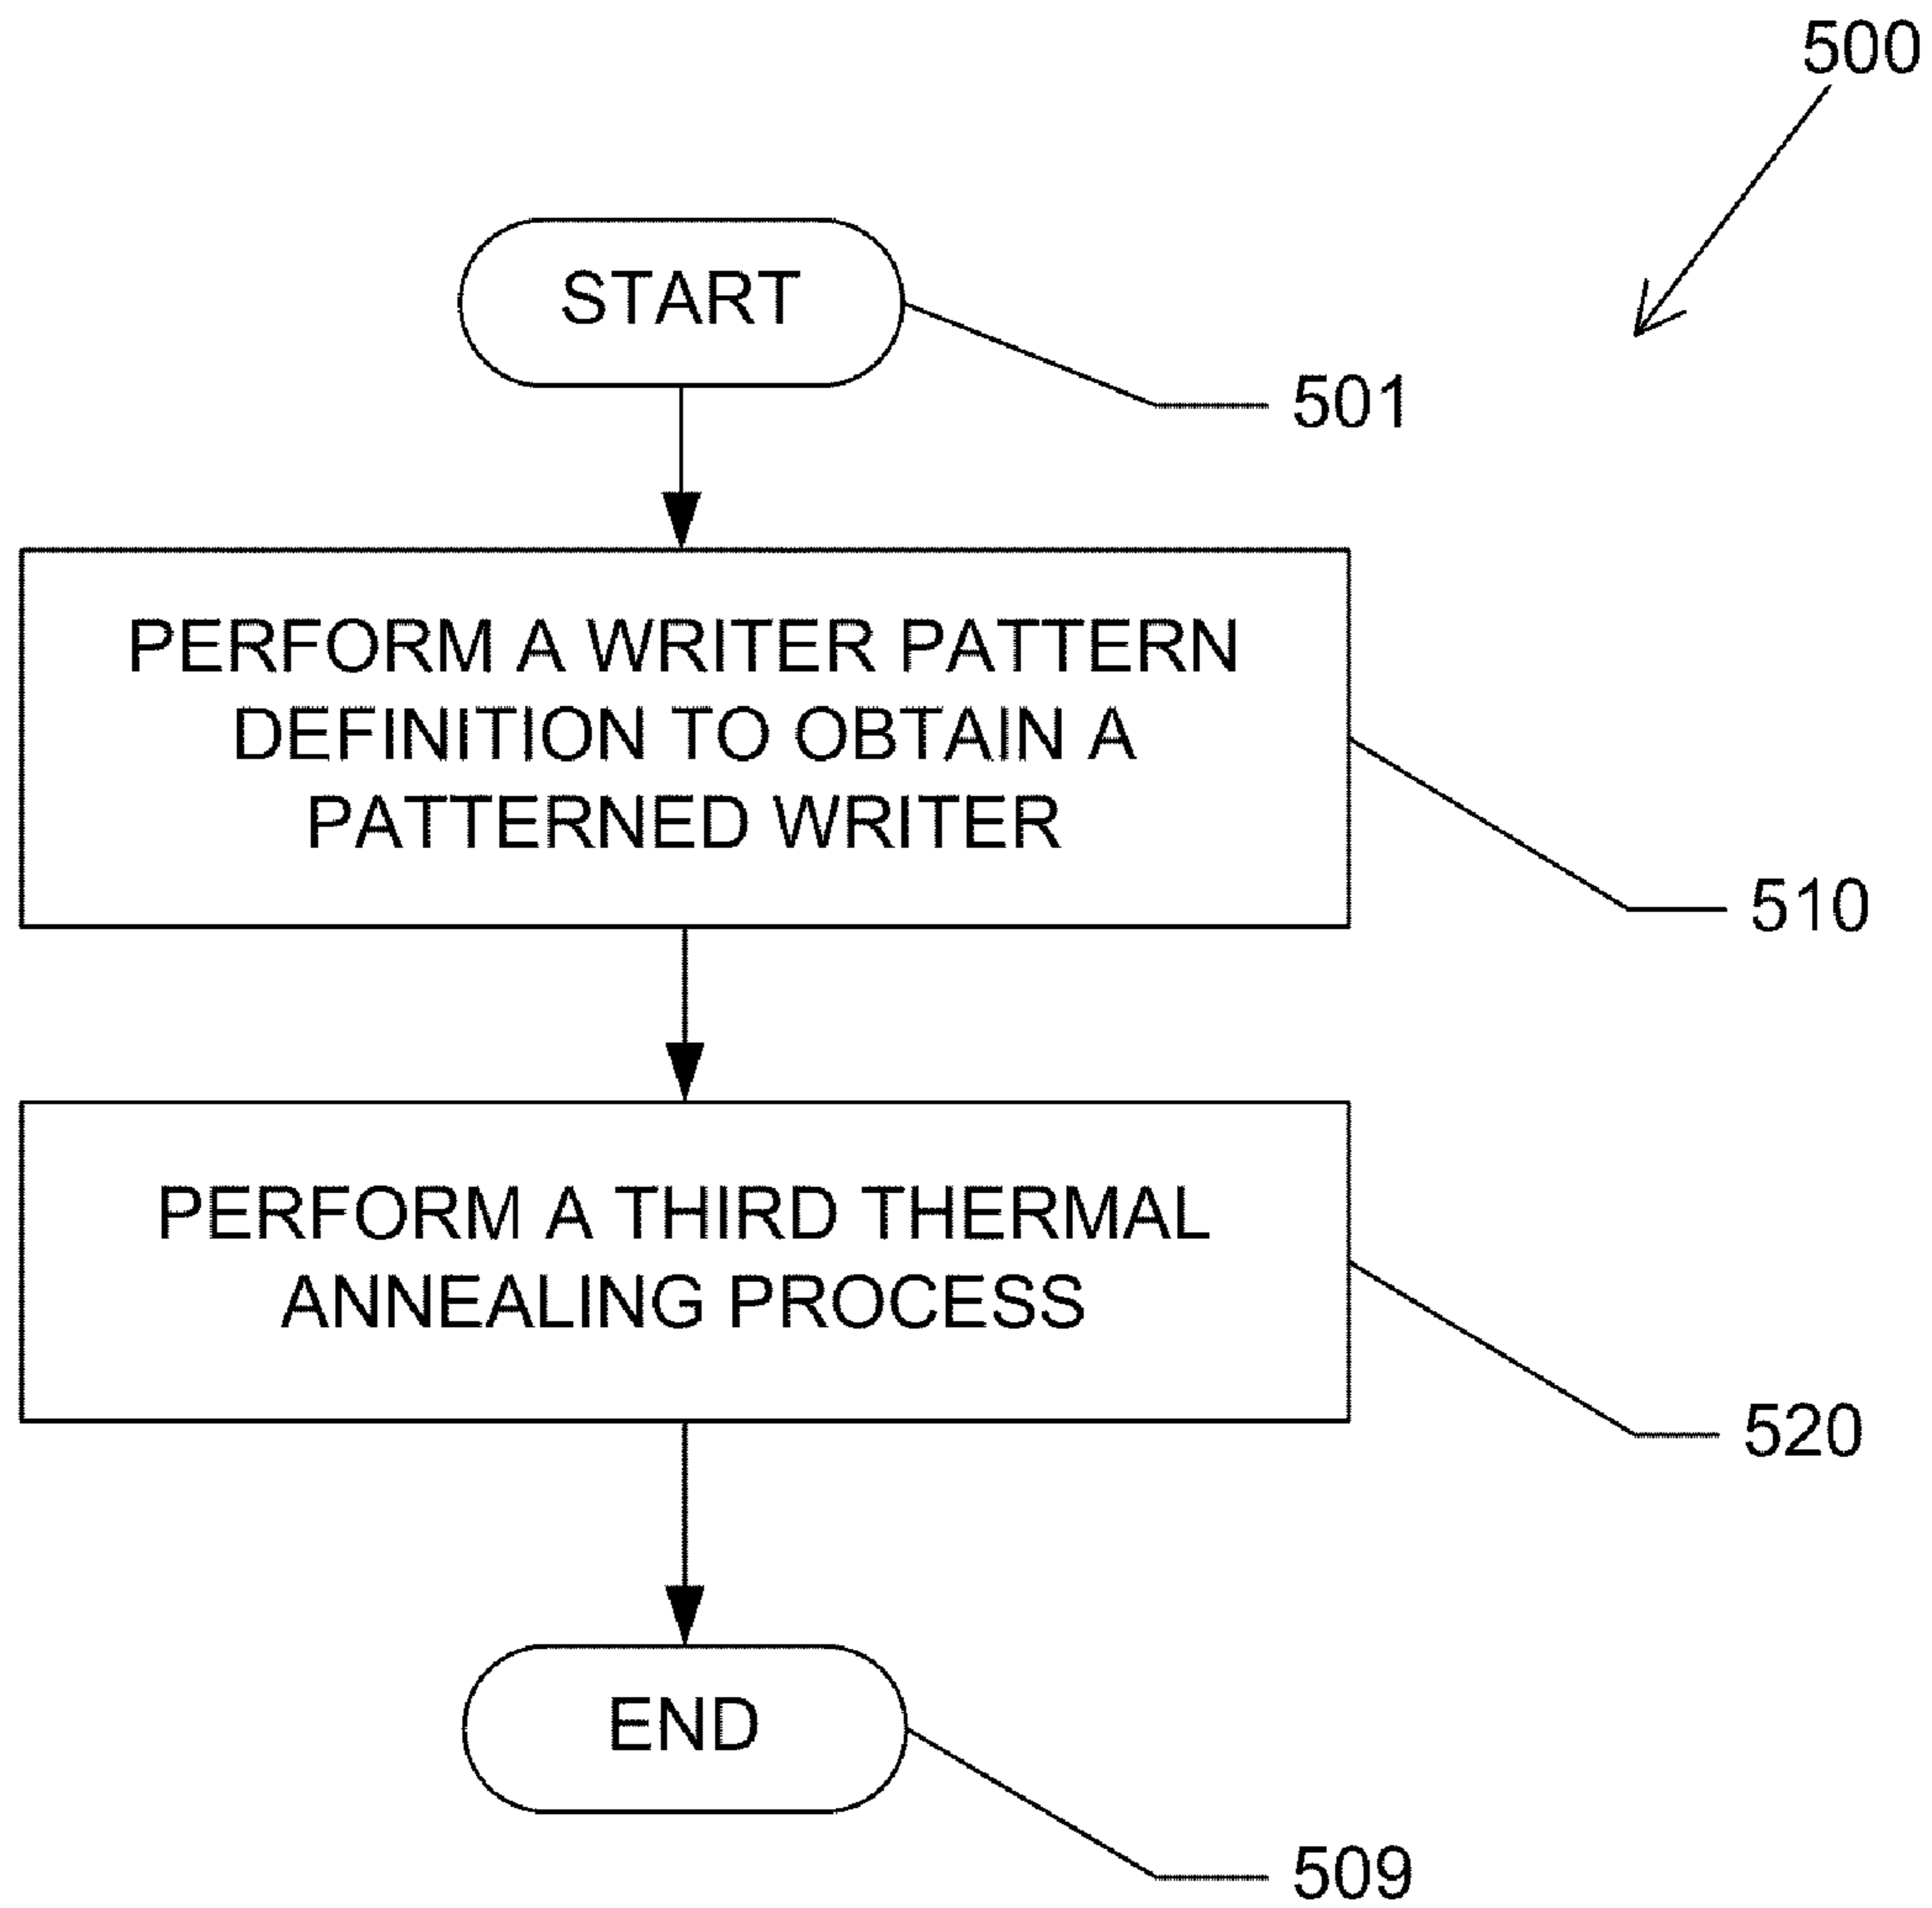 500
START
501
PERFORM A WRITER PATTERN
DEFINITION TO OBTAIN A
PATTERNED WRITER
510
PERFORM A THIRD THERMAL
ANNEALING PROCESS
520
END
509